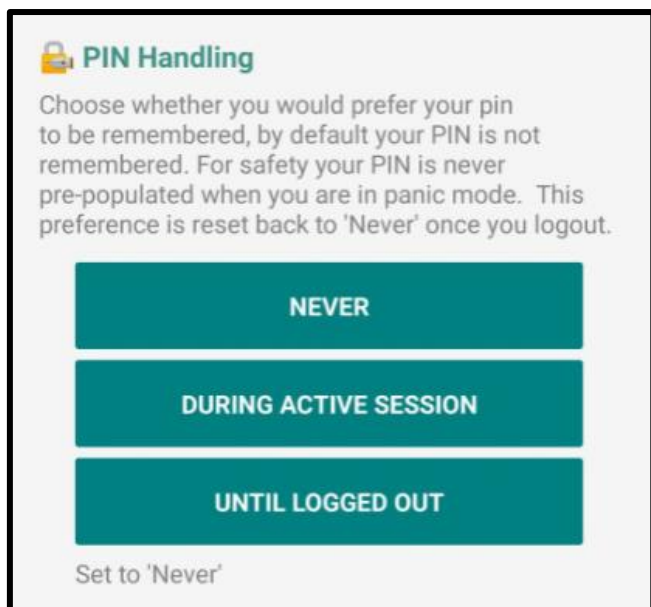 PIN Handling
Choose whether you would prefer your pin
to be remembered, by default your PIN is not
remembered. For safety your PIN is never
pre-populated when you are in panic mode.  This
preference is reset back to 'Never' once you logout.
NEVER
DURING ACTIVE SESSION
UNTIL LOGGED OUT
Set to 'Never'